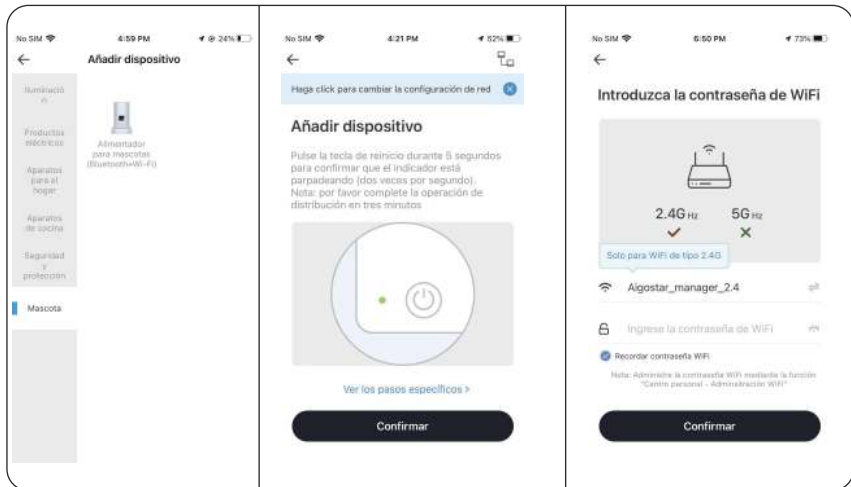 No SIM 4:59 PM 24%
Añadir dispositivo
Iluminació
n
Productos
eléctricos
Aparatos
para el
hogar
Aparatos
de cocina
Seguridad
y
protección
Mascota
Alimentador
para mascotas
(Bluetooth+Wi-Fi)
No SIM 4:21 PM 52%
Haga click para cambiar la configuración de red
Añadir dispositivo
Pulse la tecla de reinicio durante 5 segundos
para confirmar que el indicador está
parpadeando (dos veces por segundo).
Nota: por favor complete la operación de
distribución en tres minutos
Ver los pasos específicos >
Confirmar
No SIM 6:50 PM 73%
Introduzca la contraseña de WiFi
2.4G Hz 5G Hz
Solo para WiFi de tipo 2.4G
Aigostar_manager_2.4
Ingrese la contraseña de WiFi
Recordar contraseña WiFi
Nota: Administre la contraseña WiFi mediante la función
"Centro personal - Administración WiFi"
Confirmar